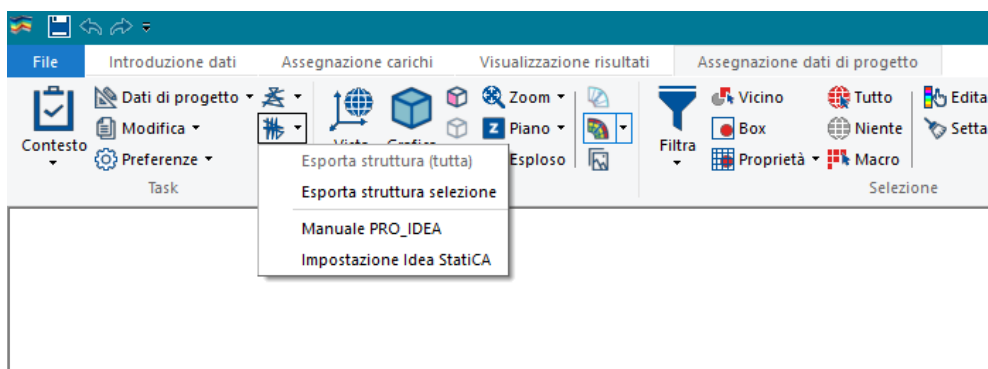 File Introduzione dati Assegnazione carichi Visualizzazione risultati Assegnazione dati di progetto
Contesto
Dati di progetto
Modifica
Preferenze
Task
Esporta struttura (tutta)
Esporta struttura selezione
Manuale PRO_IDEA
Impostazione Idea StatiCA
Zoom
Z Piano
Esploso
Filtra
Vicino
Box
Proprietà
Tutto
Niente
Macro
Selezione
Edita
Setta